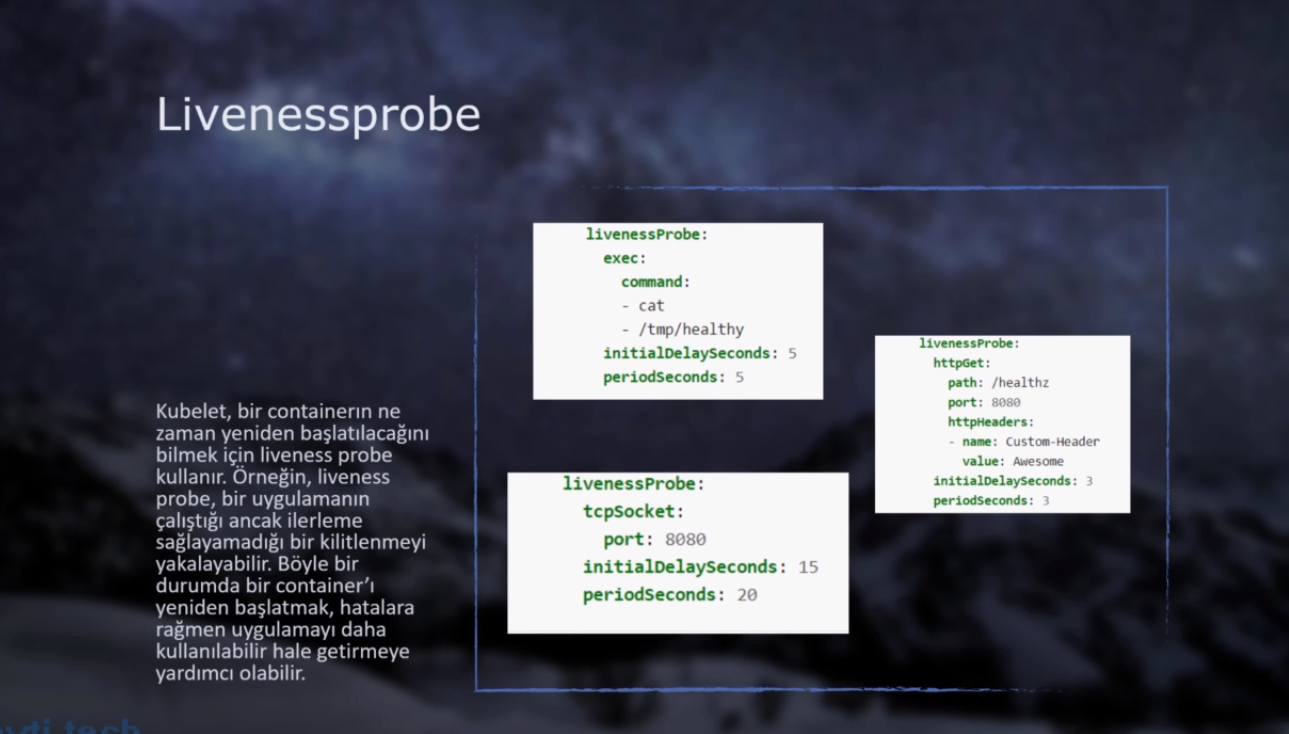 Livenessprobe
Kubelet, bir containerın ne
zaman yeniden başlatılacağını
bilmek için liveness probe
kullanır. Örneğin, liveness
probe, bir uygulamanın
çalıştığı ancak ilerleme
sağlayamadığı bir kilitlenmeyi
yakalayabilir. Böyle bir
durumda bir container’ı
yeniden başlatmak, hatalara
rağmen uygulamayı daha
kullanılabilir hale getirmeye
yardımcı olabilir.
livenessProbe:
exec:
command:
- cat
- /tmp/healthy
initialDelaySeconds: 5
periodSeconds: 5
livenessProbe:
httpGet:
path: /healthz
port: 8080
httpHeaders:
- name: Custom-Header
value: Awesome
initialDelaySeconds: 3
periodSeconds: 3
livenessProbe:
tcpSocket:
port: 8080
initialDelaySeconds: 15
periodSeconds: 20